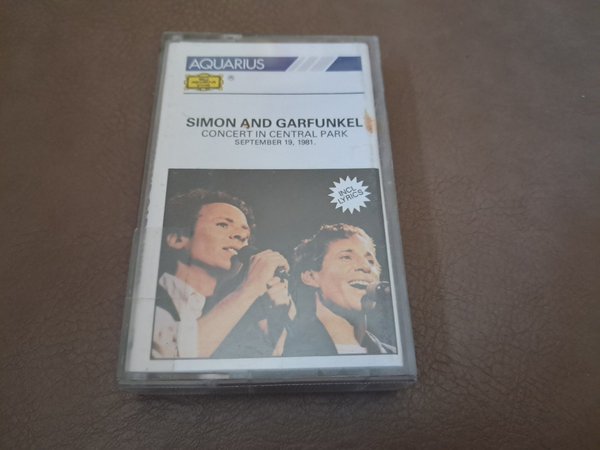 AQUARIUS
®
SIMON AND GARFUNKEL
CONCERT IN CENTRAL PARK
SEPTEMBER 19, 1981.
INCL
LYRICS